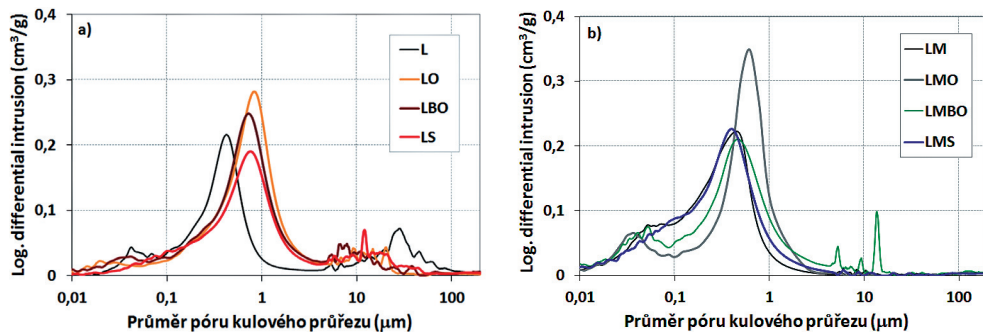 a)
Log. differential intrusion (cm³/g)
0,4
0,3
0,2
0,1
0
0,01 0,1 1 10 100
Průměr póru kulového průřezu (μm)
L
LO
LBO
LS
b)
Log. differential intrusion (cm³/g)
0,4
0,3
0,2
0,1
0
0,01 0,1 1 10 100
Průměr póru kulového průřezu (μm)
LM
LMO
LMBO
LMS